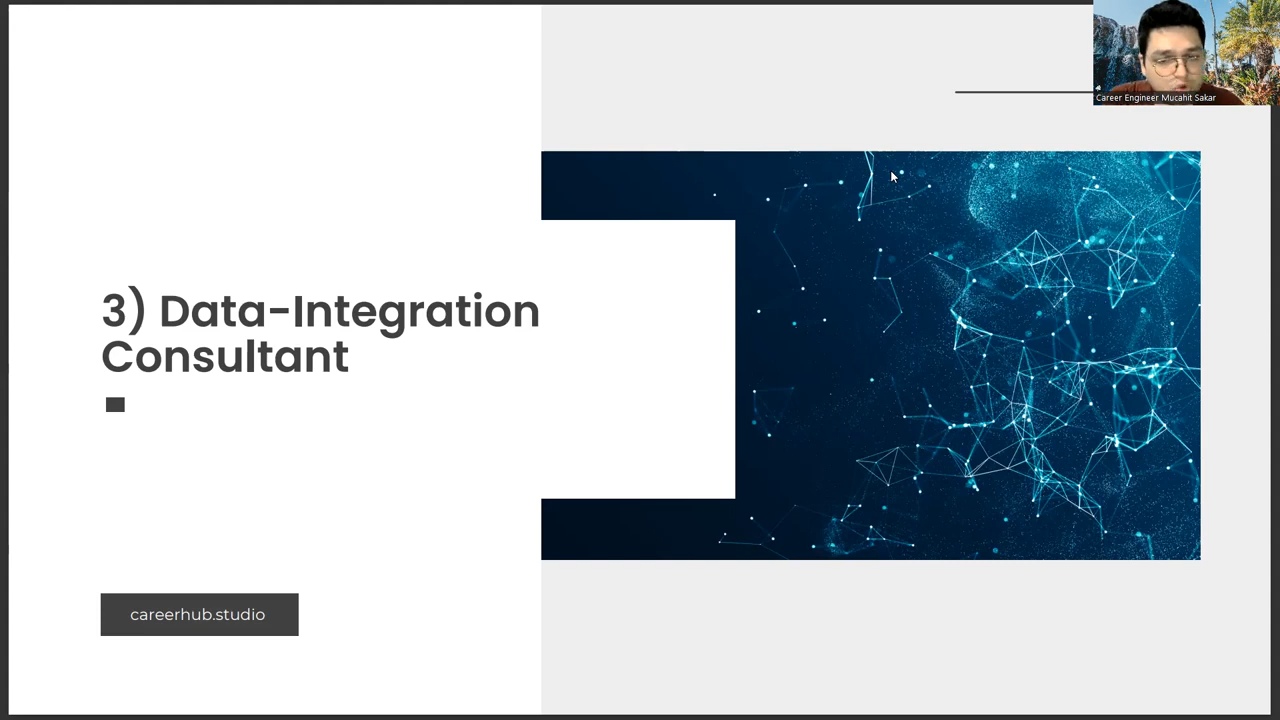 Career Engineer Mucahit Sakar
3) Data-Integration
Consultant
careerhub.studio